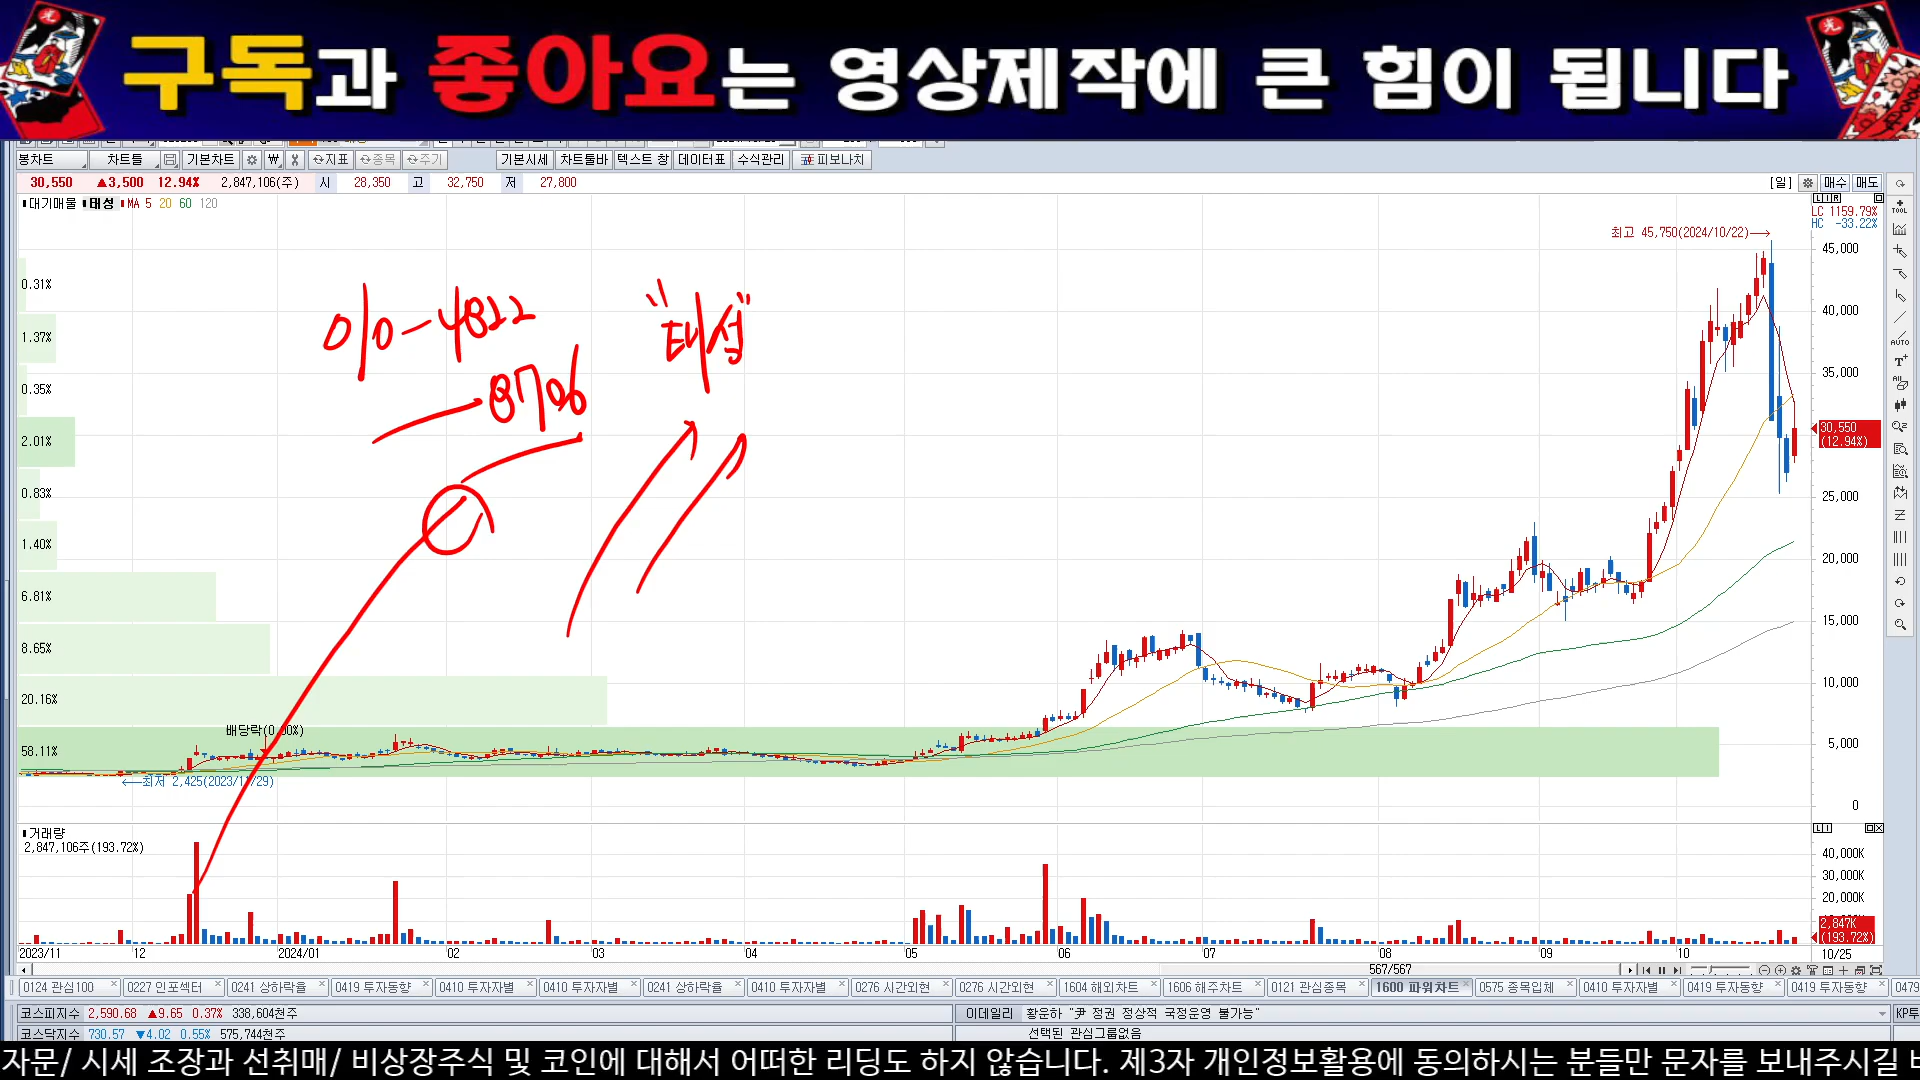 구독과 좋아요는 영상제작에 큰 힘이 됩니다
봉차트 차트틀 기본차트 ₩ 지표 종목 주기 기본시세 차트툴바 텍스트 창 데이터표 수식관리 피보나치
30,550 ▲3,500 12.94% 2,847,106(주) 시 28,350 고 32,750 저 27,800 [일] 매수 매도
대기매물 태성 MA 5 20 60 120
LC 1159.79%
HC -33.22%
최고 45,750(2024/10/22)
45,000
0.31%
010-4822
"태성"
40,000
1.37%
35,000
0.35%
8706
30,550
(12.94%)
2.01%
0.83%
25,000
1.40%
20,000
6.81%
15,000
8.65%
10,000
20.16%
배당락(0.00%)
58.11%
5,000
최저 2,425(2023/11/29)
0
거래량
2,847,106주(193.72%)
40,000K
30,000K
20,000K
2,847K
(193.72%)
2023/11 12 2024/01 02 03 04 05 06 07 08 09 10 10/25
567/567
0124 관심100 0227 인포섹터 0241 상하락율 0419 투자동향 0410 투자자별 0410 투자자별 0241 상하락율 0410 투자자별 0276 시간외현 0276 시간외현 1604 해외차트 1606 해주차트 0121 관심종목 1600 파워차트 0575 종목입체 0410 투자자별 0419 투자동향 0419 투자동향 0479
코스피지수 2,590.68 ▲9.65 0.37% 338,604천주 이데일리 황운하 "尹 정권 정상적 국정운영 불가능" KP투
코스닥지수 730.57 ▼4.02 0.55% 575,744천주 선택된 관심그룹없음
자문/ 시세 조장과 선취매/ 비상장주식 및 코인에 대해서 어떠한 리딩도 하지 않습니다. 제3자 개인정보활용에 동의하시는 분들만 문자를 보내주시길